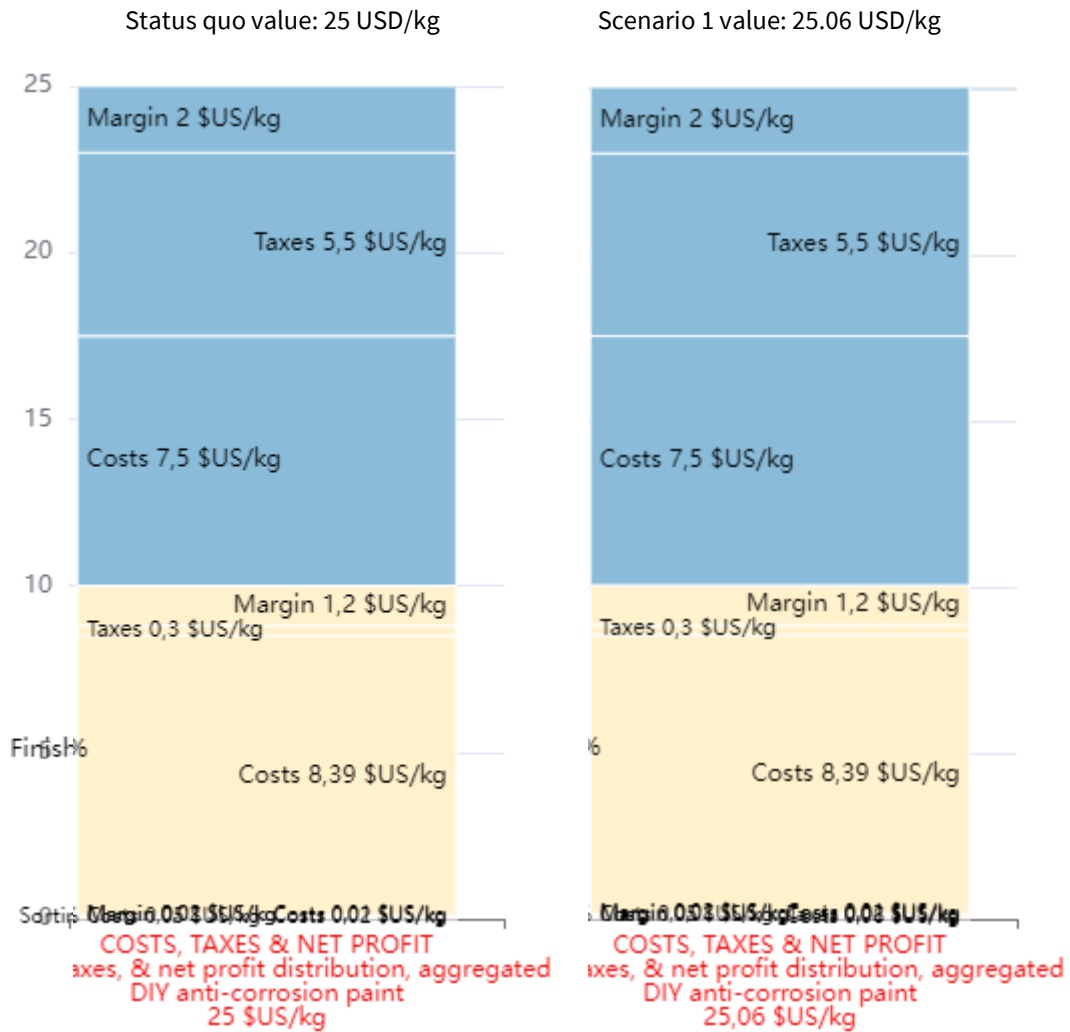 Status quo value: 25 USD/kg
Scenario 1 value: 25.06 USD/kg
25
Margin 2 $US/kg
Margin 2 $US/kg
20
Taxes 5,5 $US/kg
Taxes 5,5 $US/kg
15
Costs 7,5 $US/kg
Costs 7,5 $US/kg
10
Margin 1,2 $US/kg
Margin 1,2 $US/kg
Taxes 0,3 $US/kg
Taxes 0,3 $US/kg
%
%
Costs 8,39 $US/kg
Costs 8,39 $US/kg
Costs 0,02 $US/kg
COSTS, TAXES & NET PROFIT
COSTS, TAXES & NET PROFIT
axes, & net profit distribution, aggregated
axes, & net profit distribution, aggregated
DIY anti-corrosion paint
DIY anti-corrosion paint
25 $US/kg
25,06 $US/kg